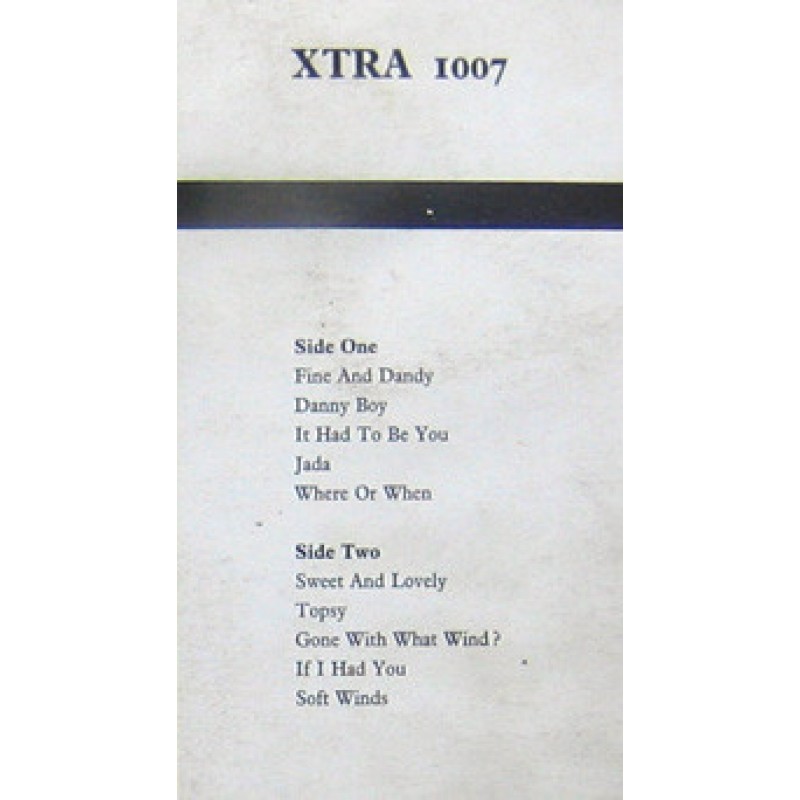 XTRA 1007
Side One
Fine And Dandy
Danny Boy
It Had To Be You
Jada
Where Or When
Side Two
Sweet And Lovely
Topsy
Gone With What Wind?
If I Had You
Soft Winds